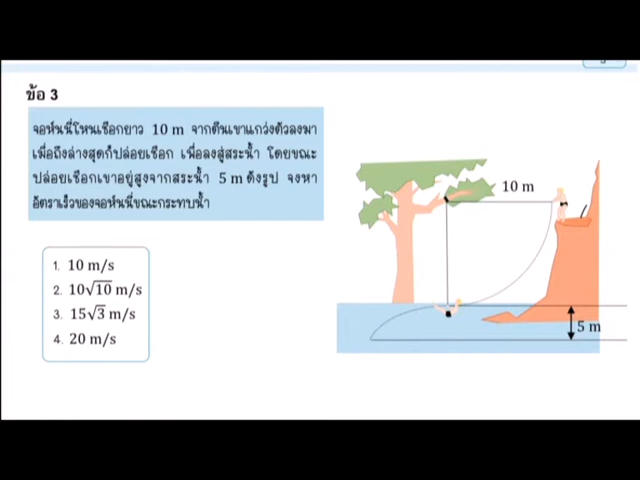 ข้อ 3
จอห์นนี่โหนเชือกยาว 10 m จากตีนเขาแกว่งตัวลงมา
เมื่อถึงล่างสุดก็ปล่อยเชือก เพื่อลงสู่สระน้ำ โดยขณะ
ปล่อยเชือกเขาอยู่สูงจากสระน้ำ 5 m ดังรูป จงหา
อัตราเร็วของจอห์นนี่ขณะกระทบน้ำ
1. 10 m/s
2. 10√10 m/s
3. 15√3 m/s
4. 20 m/s
10 m
5 m